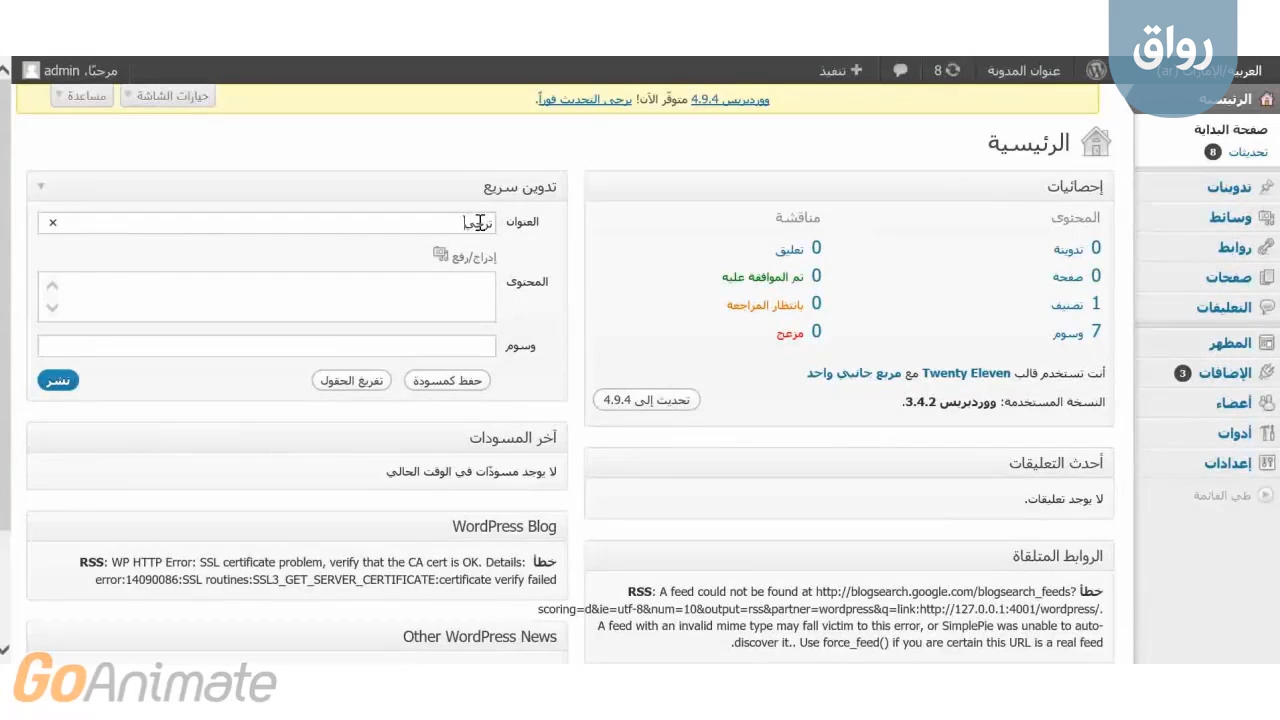 رواق
العربية/الإمارات (ar)
عنوان المدونة
8
تنفيذ
مرحبًا، admin
الرئيسية
صفحة البداية
تحديثات 8
تدوينات
وسائط
روابط
صفحات
التعليقات
المظهر
الإضافات 3
أعضاء
أدوات
إعدادات
طي القائمة
خيارات الشاشة
مساعدة
ووردبريس 4.9.4 متوفّر الآن! يرجى التحديث فوراً.
الرئيسية
إحصائيات
المحتوى
مناقشة
0 تدوينة
0 تعليق
0 صفحة
0 تم الموافقة عليه
1 تصنيف
0 بانتظار المراجعة
7 وسوم
0 مزعج
أنت تستخدم قالب Twenty Eleven مع مربع جانبي واحد
النسخة المستخدمة: ووردبريس 3.4.2.
تحديث إلى 4.9.4
أحدث التعليقات
لا يوجد تعليقات.
الروابط المتلقاة
خطأ RSS: A feed could not be found at http://blogsearch.google.com/blogsearch_feeds?
scoring=d&ie=utf-8&num=10&output=rss&partner=wordpress&q=link:http://127.0.0.1:4001/wordpress/.
A feed with an invalid mime type may fall victim to this error, or SimplePie was unable to auto-
discover it.. Use force_feed() if you are certain this URL is a real feed.
تدوين سريع
العنوان
إدراج/رفع
المحتوى
وسوم
حفظ كمسودة
تفريغ الحقول
نشر
آخر المسودات
لا يوجد مسودّات في الوقت الحالي
WordPress Blog
خطأ RSS: WP HTTP Error: SSL certificate problem, verify that the CA cert is OK. Details:
error:14090086:SSL routines:SSL3_GET_SERVER_CERTIFICATE:certificate verify failed
Other WordPress News
GoAnimate